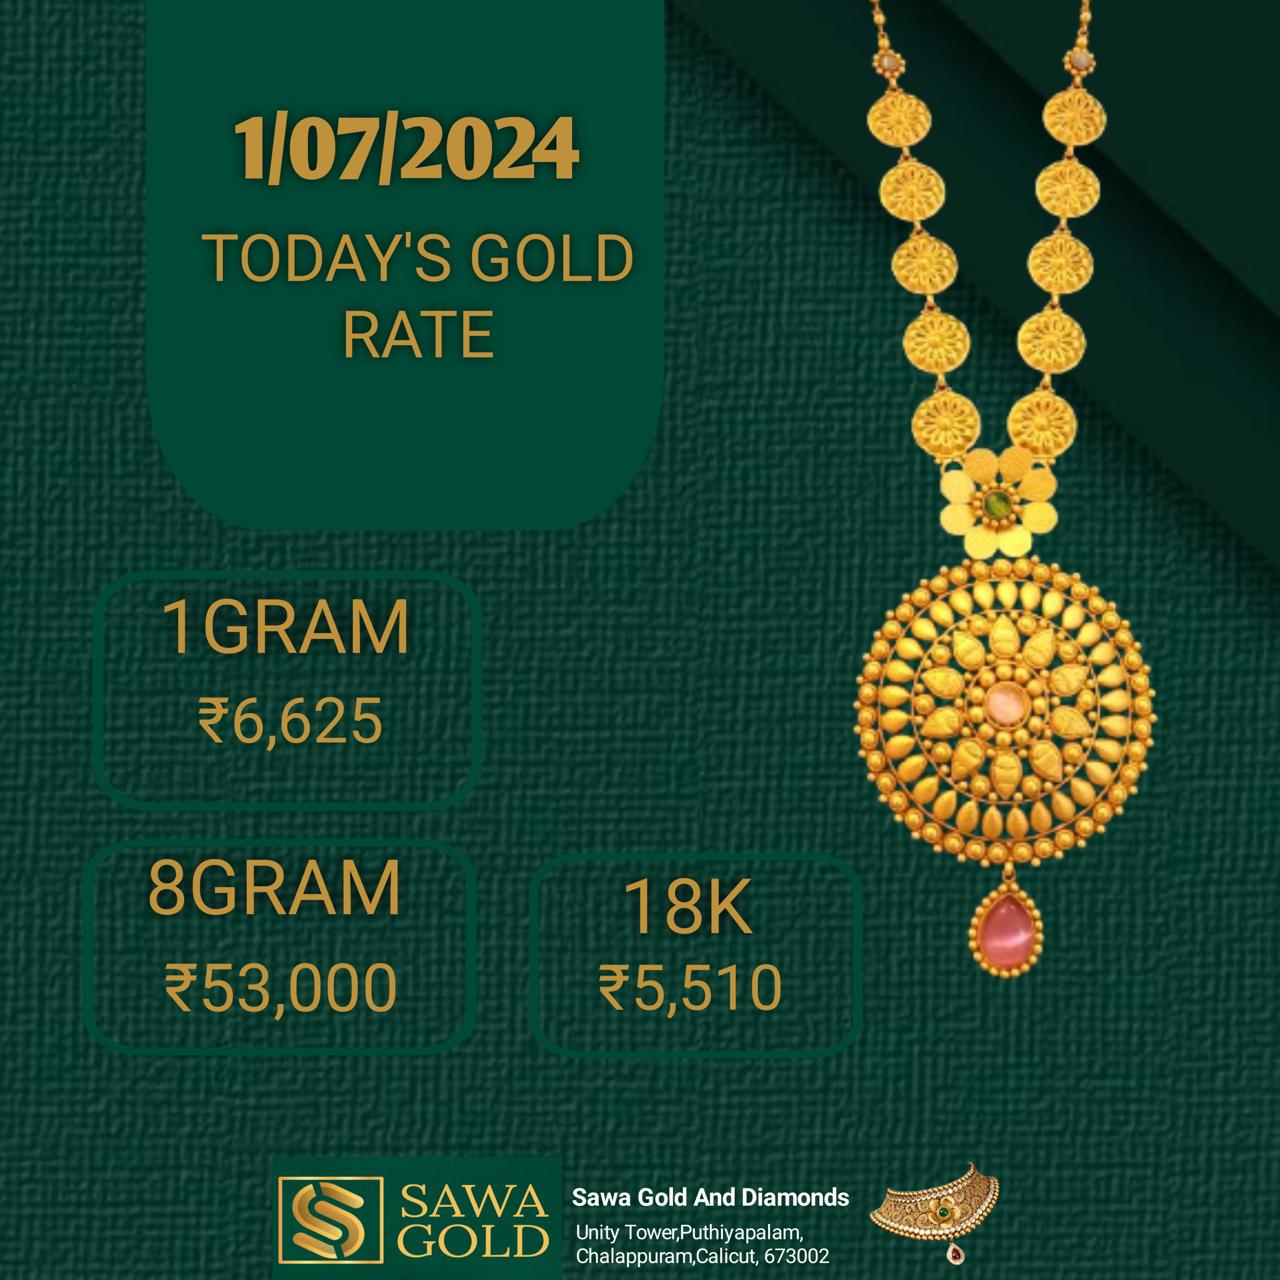 1/07/2024
TODAY'S GOLD
RATE
1GRAM
₹6,625
8GRAM
₹53,000
18K
₹5,510
SAWA
GOLD
Sawa Gold And Diamonds
Unity Tower,Puthiyapalam,
Chalappuram,Calicut, 673002